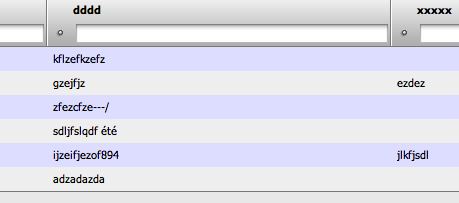 dddd xxxxx
kflzefkzefz
gzejfjz ezdez
zfezcfze---/
sdljfslqdf été
ijzeifjezof894 jlkfjsdl
adzadazda